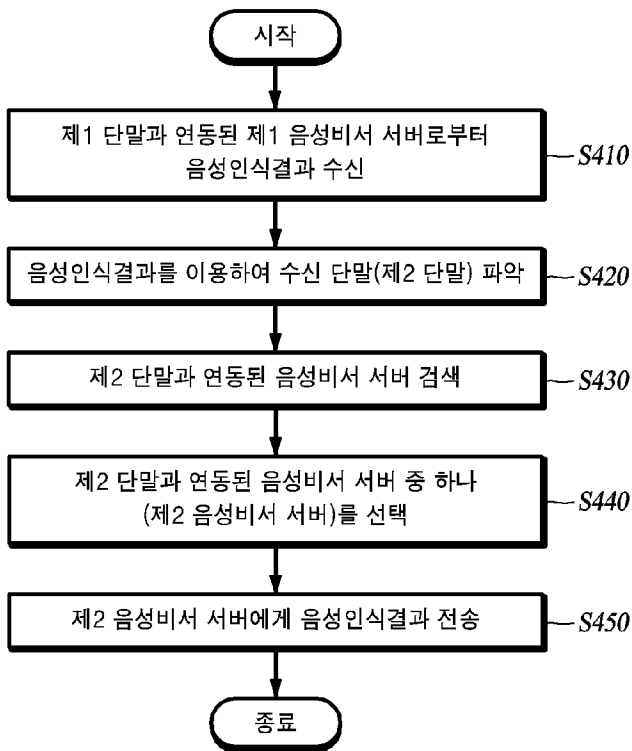 시작
제1 단말과 연동된 제1 음성비서 서버로부터
음성인식결과 수신
S410
음성인식결과를 이용하여 수신 단말(제2 단말) 파악
S420
제2 단말과 연동된 음성비서 서버 검색
S430
제2 단말과 연동된 음성비서 서버 중 하나
(제2 음성비서 서버)를 선택
S440
제2 음성비서 서버에게 음성인식결과 전송
S450
종료